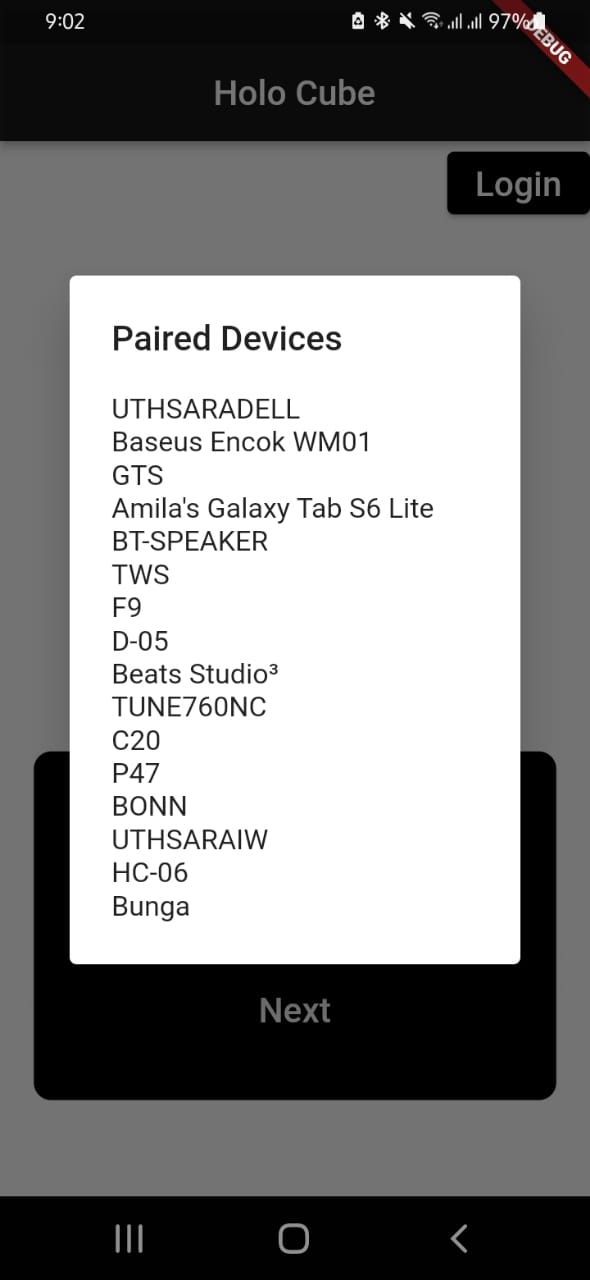 9:02
97%
DEBUG
Holo Cube
Login
Paired Devices
UTHSARADELL
Baseus Encok WM01
GTS
Amila's Galaxy Tab S6 Lite
BT-SPEAKER
TWS
F9
D-05
Beats Studio³
TUNE760NC
C20
P47
BONN
UTHSARAIW
HC-06
Bunga
Next